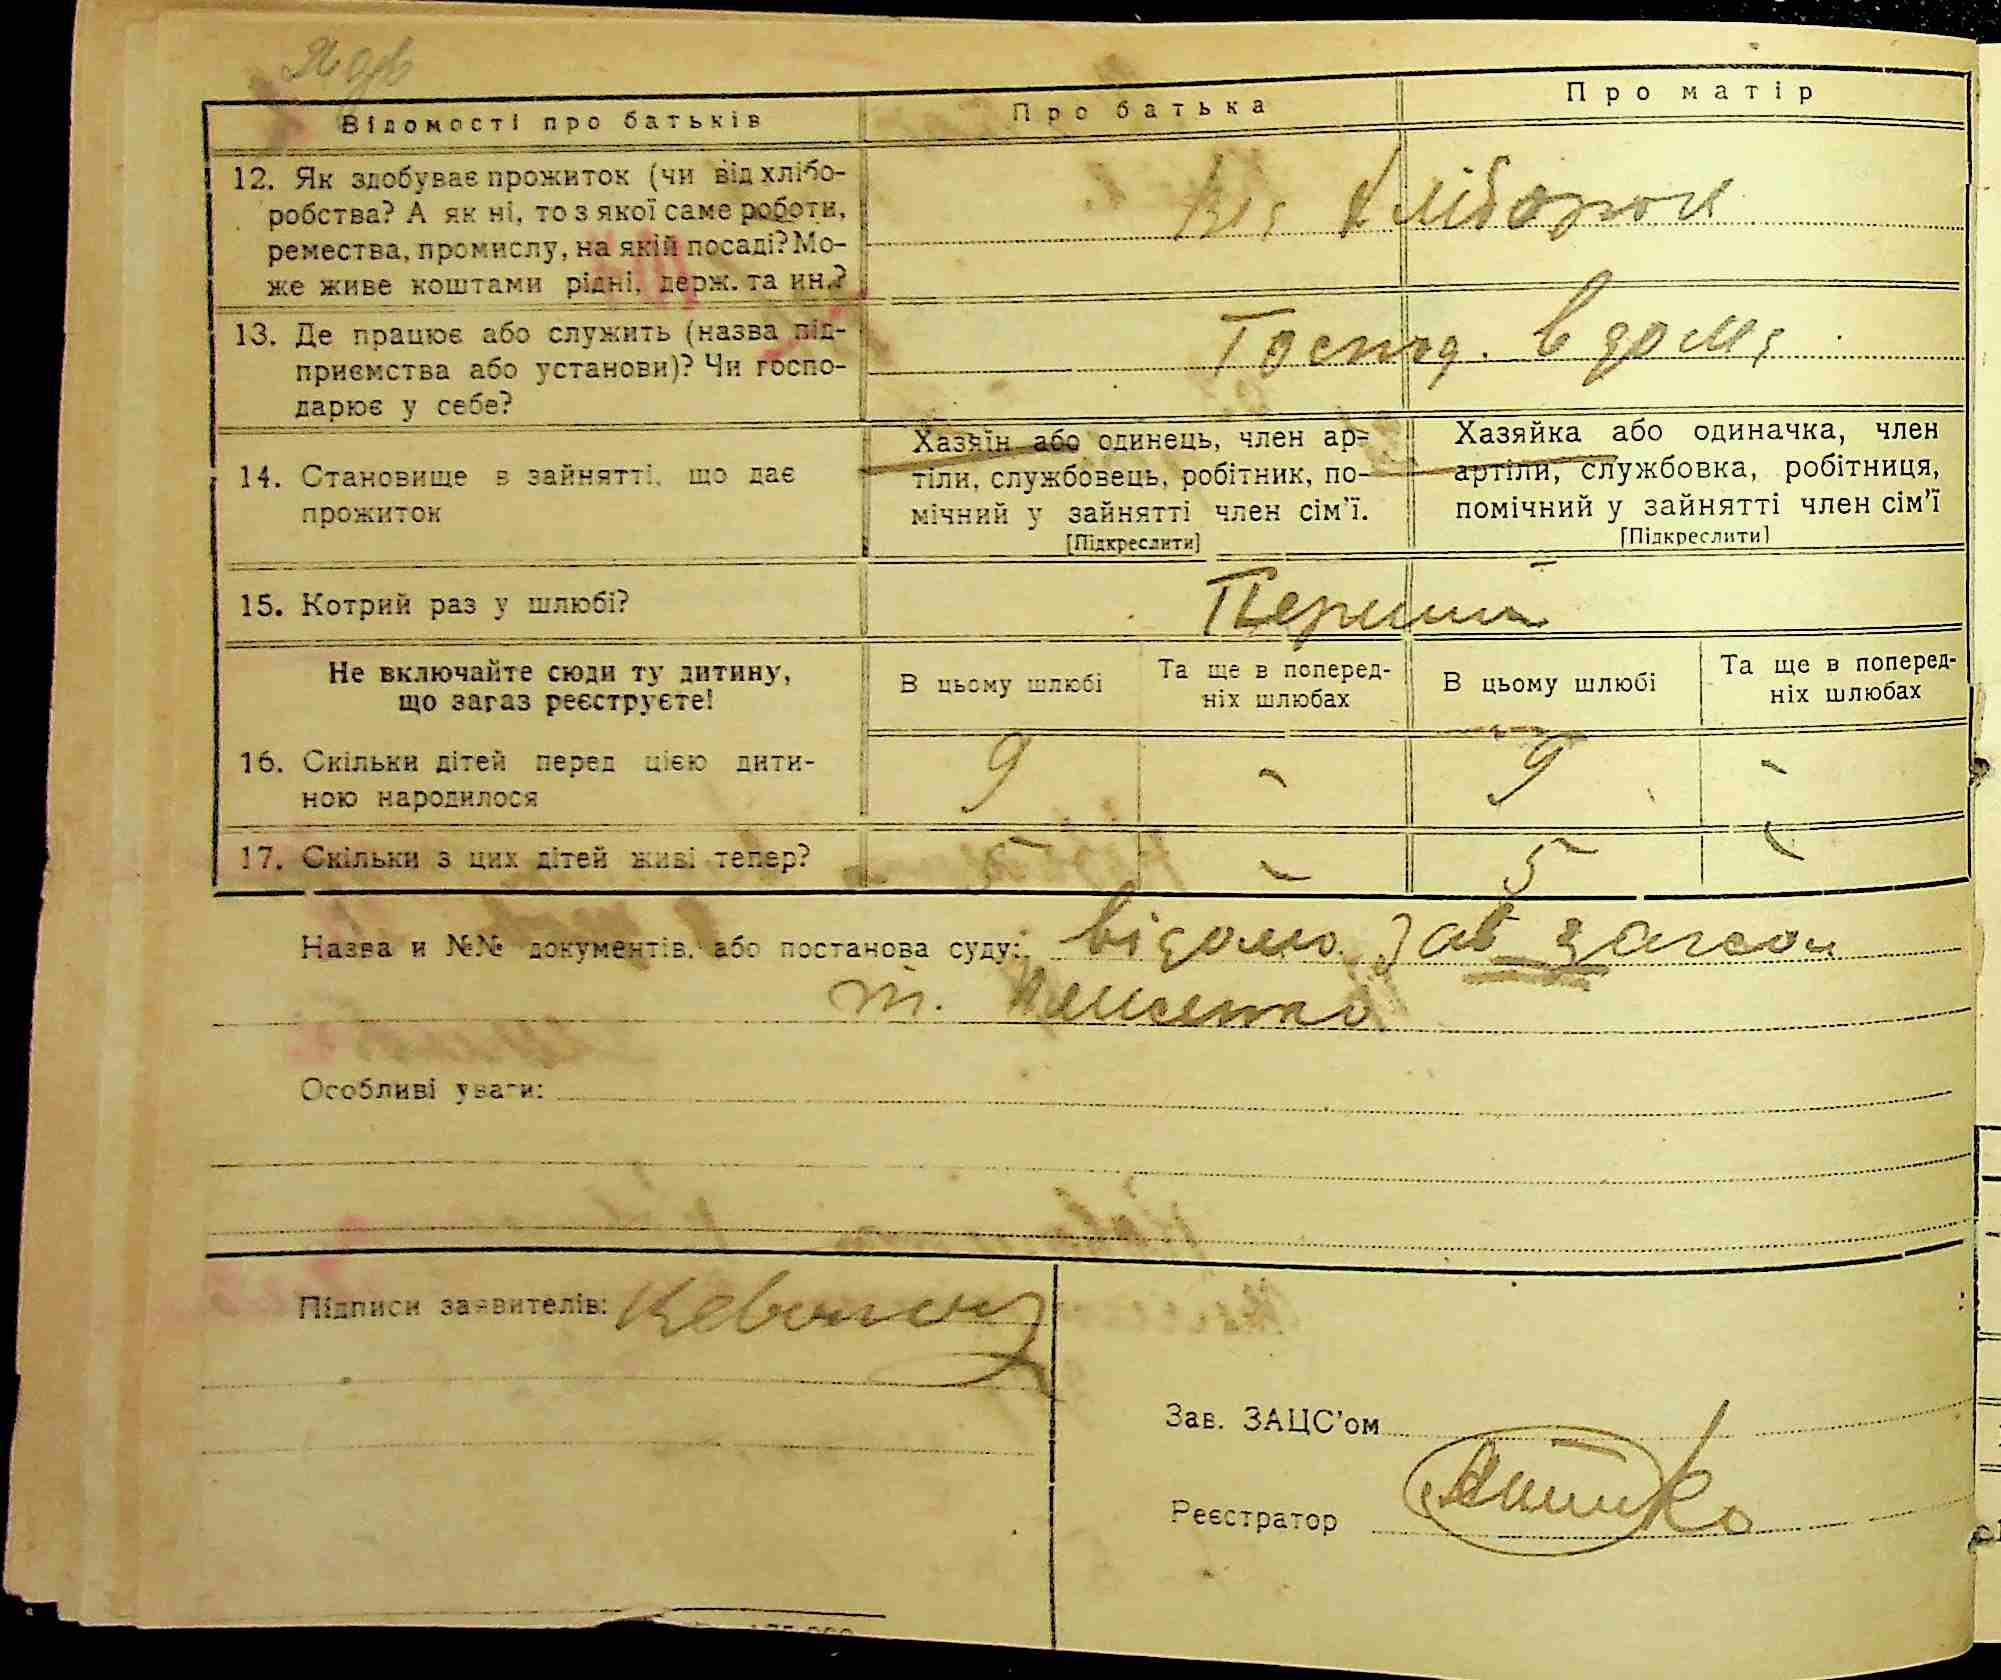 Відомості про батьків
Про батька
Про матір
12. Як здобуває прожиток (чи від хлібо-
робства? А як ні, то з якої саме роботи,
ремества, промислу, на якій посаді? Мо-
же живе коштами рідні, держ. та ин.?
Від
13. Де працює або служить (назва під-
приємства або установи)? Чи госпо-
дарює у себе?
Господ. в домі
14. Становище в зайнятті, що дає
прожиток
Хазяїн або одинець, член ар-
тіли, службовець, робітник, по-
мічний у зайнятті член сім'ї.
[Підкреслити]
Хазяйка або одиначка, член
артіли, службовка, робітниця,
помічний у зайнятті член сім'ї
[Підкреслити]
15. Котрий раз у шлюбі?
Перший
Не включайте сюди ту дитину,
що зараз реєструєте!
В цьому шлюбі
Та ще в поперед-
ніх шлюбах
В цьому шлюбі
Та ще в поперед-
ніх шлюбах
16. Скільки дітей перед цією дити-
ною народилося
9 - 9 -
17. Скільки з цих дітей живі тепер?
5 - 5 -
Назва и №№ документів, або постанова суду: відомо зав загсом
т.
Особливі уваги:
Підписи заявителів:
Зав. ЗАЦС'ом
Реєстратор